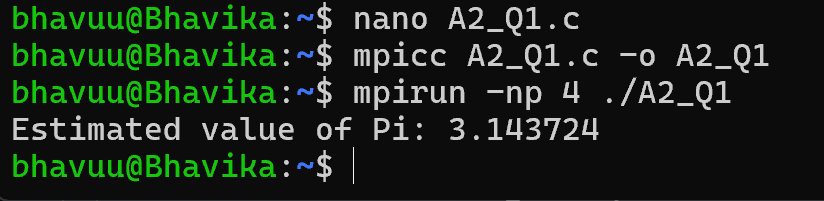 bhavuu@Bhavika:~$ nano A2_Q1.c
bhavuu@Bhavika:~$ mpicc A2_Q1.c -o A2_Q1
bhavuu@Bhavika:~$ mpirun -np 4 ./A2_Q1
Estimated value of Pi: 3.143724
bhavuu@Bhavika:~$